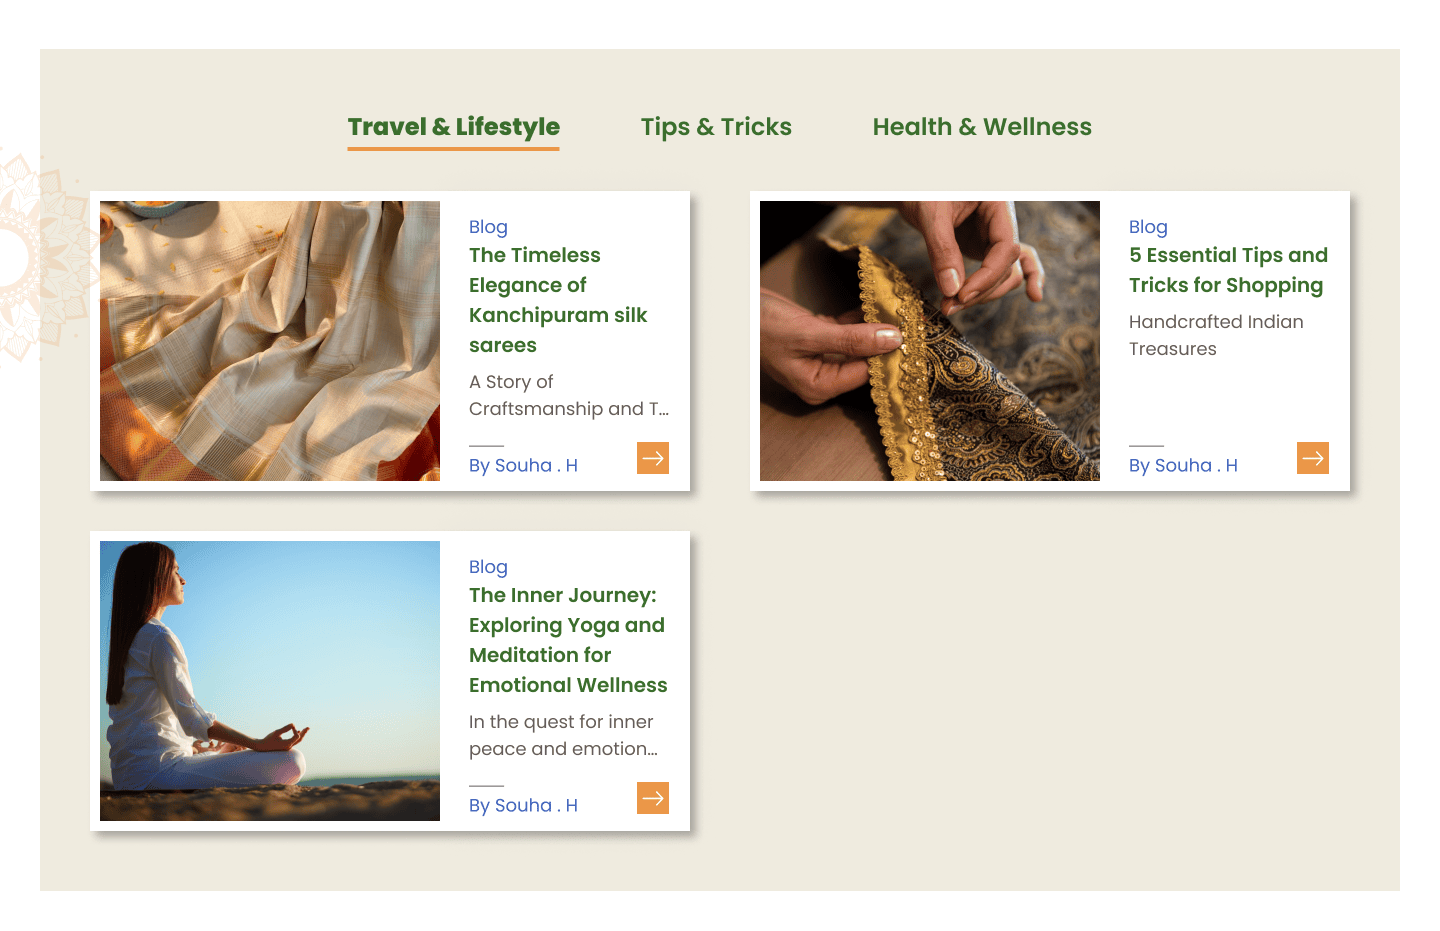 Travel & Lifestyle
Tips & Tricks
Health & Wellness
Blog
The Timeless
Elegance of
Kanchipuram silk
sarees
A Story of
Craftsmanship and T...
By Souha . H
Blog
5 Essential Tips and
Tricks for Shopping
Handcrafted Indian
Treasures
By Souha . H
Blog
The Inner Journey:
Exploring Yoga and
Meditation for
Emotional Wellness
In the quest for inner
peace and emotion...
By Souha . H